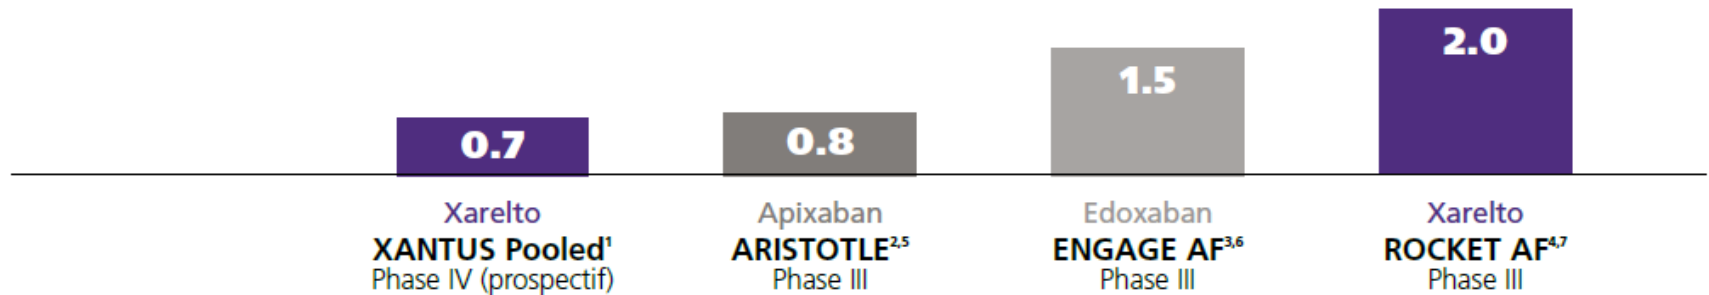 2.0
1.5
0.7 0.8
Xarelto Apixaban Edoxaban Xarelto
XANTUS Pooled¹ ARISTOTLE²,⁵ ENGAGE AF³,⁶ ROCKET AF⁴,⁷
Phase IV (prospectif) Phase III Phase III Phase III